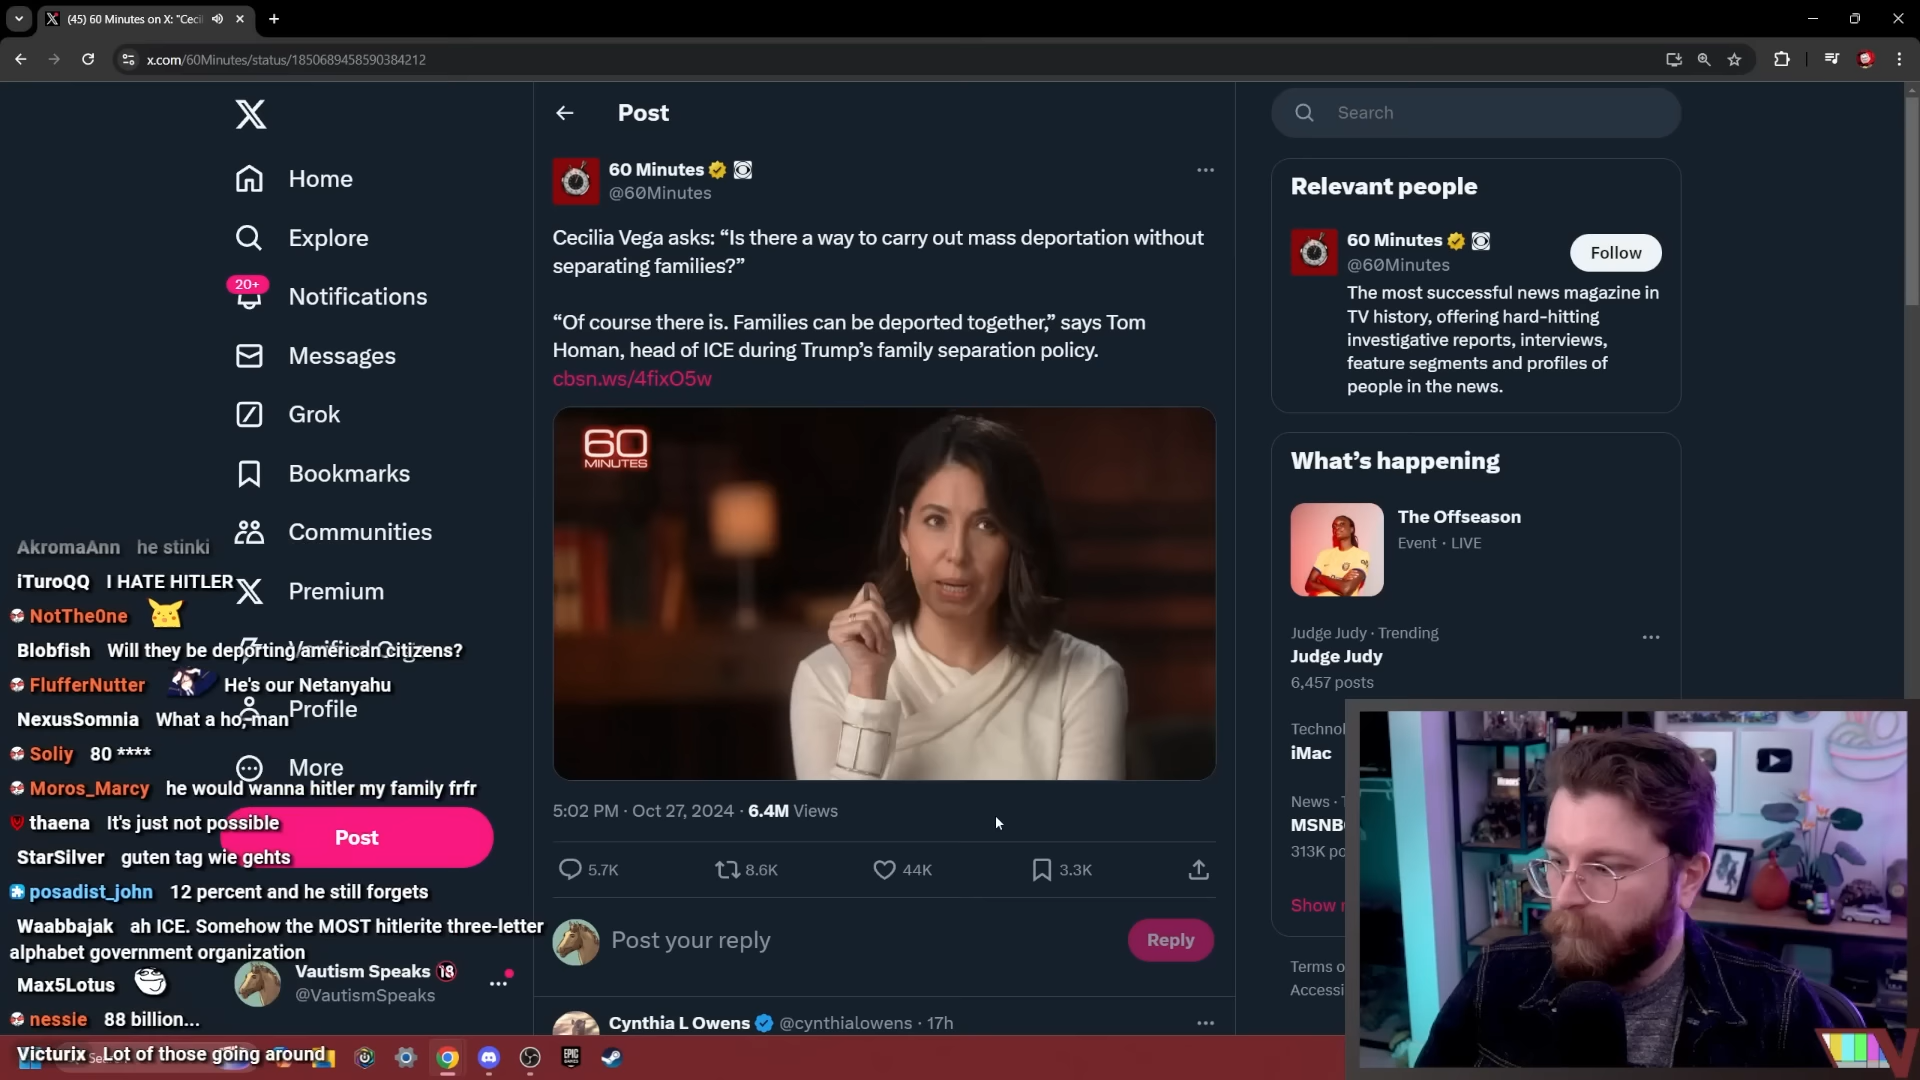 (45) 60 Minutes on X: "Ceci
x.com/60Minutes/status/1850689458590384212
Home
Explore
20+
Notifications
Messages
Grok
Bookmarks
Communities
Premium
Profile
More
Post
Vautism Speaks
@VautismSpeaks
AkromaAnn he stinki
iTuroQQ I HATE HITLER
NotThe0ne
Blobfish Will they be deporting american citizens?
FlufferNutter He's our Netanyahu
NexusSomnia What a ho, man
Soliy 80 ****
Moros_Marcy he would wanna hitler my family frfr
thaena It's just not possible
StarSilver guten tag wie gehts
posadist_john 12 percent and he still forgets
Waabbajak ah ICE. Somehow the MOST hitlerite three-letter
alphabet government organization
Max5Lotus
nessie 88 billion...
Victurix Lot of those going around
Post
60 Minutes
@60Minutes
Cecilia Vega asks: “Is there a way to carry out mass deportation without
separating families?”
“Of course there is. Families can be deported together,” says Tom
Homan, head of ICE during Trump’s family separation policy.
cbsn.ws/4fixO5w
60
MINUTES
5:02 PM · Oct 27, 2024 · 6.4M Views
5.7K 8.6K 44K 3.3K
Post your reply
Reply
Cynthia L Owens @cynthialowens · 17h
Search
Relevant people
60 Minutes
@60Minutes
Follow
The most successful news magazine in
TV history, offering hard-hitting
investigative reports, interviews,
feature segments and profiles of
people in the news.
What’s happening
The Offseason
Event · LIVE
Judge Judy · Trending
Judge Judy
6,457 posts
Technol
iMac
News · T
MSNB
313K po
Show
Terms o
Accessi